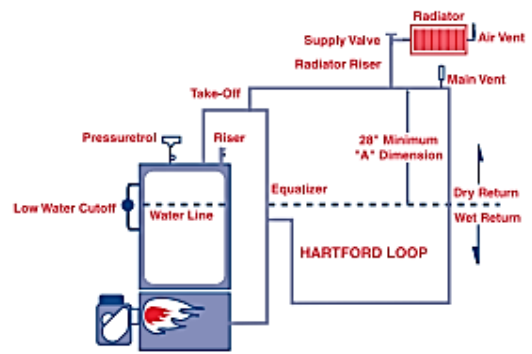 Radiator
Supply Valve
Air Vent
Radiator Riser
Main Vent
Take-Off
Pressuretrol
Riser
28" Minimum
"A" Dimension
Equalizer
Dry Return
Low Water Cutoff
Water Line
Wet Return
HARTFORD LOOP